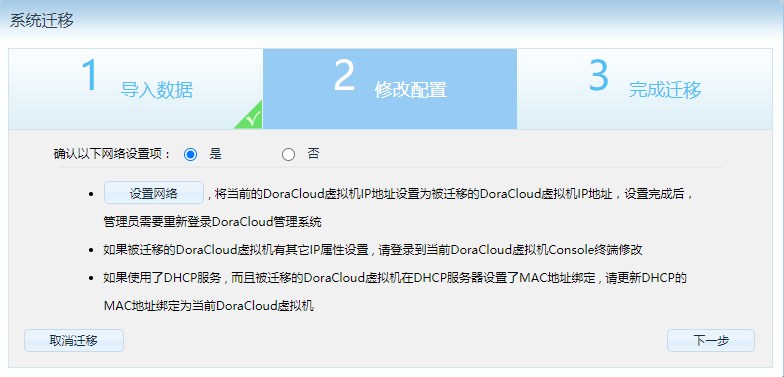 系统迁移
1 导入数据
2 修改配置
3 完成迁移
确认以下网络设置项： 是 否
设置网络 , 将当前的DoraCloud虚拟机IP地址设置为被迁移的DoraCloud虚拟机IP地址 , 设置完成后 ,
管理员需要重新登录DoraCloud管理系统
如果被迁移的DoraCloud虚拟机有其它IP属性设置 , 请登录到当前DoraCloud虚拟机Console终端修改
如果使用了DHCP服务 , 而且被迁移的DoraCloud虚拟机在DHCP服务器设置了MAC地址绑定 , 请更新DHCP的
MAC地址绑定为当前DoraCloud虚拟机
取消迁移 下一步